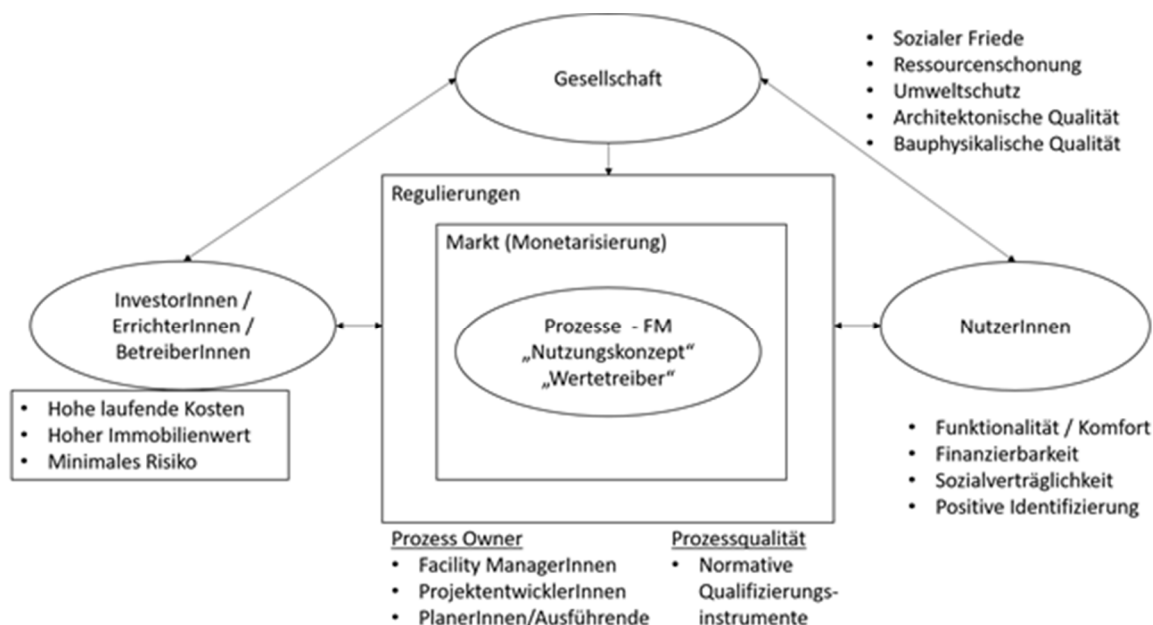 Gesellschaft
• Sozialer Friede
• Ressourcenschonung
• Umweltschutz
• Architektonische Qualität
• Bauphysikalische Qualität
Regulierungen
Markt (Monetarisierung)
InvestorInnen /
ErrichterInnen /
BetreiberInnen
Prozesse - FM
„Nutzungskonzept“
„Wertetreiber“
NutzerInnen
• Hohe laufende Kosten
• Hoher Immobilienwert
• Minimales Risiko
• Funktionalität / Komfort
• Finanzierbarkeit
• Sozialverträglichkeit
• Positive Identifizierung
Prozess Owner
• Facility ManagerInnen
• ProjektentwicklerInnen
• PlanerInnen/Ausführende
Prozessqualität
• Normative
Qualifizierungs-
instrumente